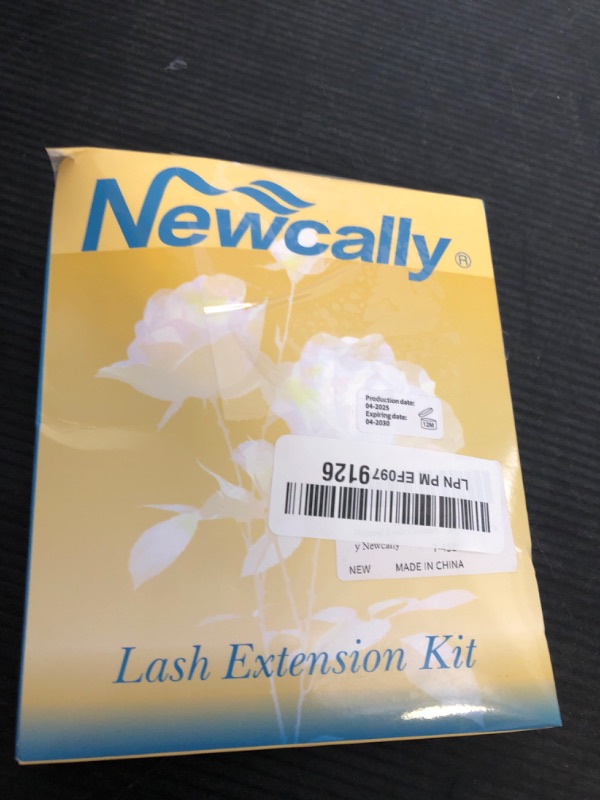 Newcally®
Production date:
04-2025
Expiring date:
04-2030
12M
LPN PM EF0979126
y Newcally
NEW MADE IN CHINA
Lash Extension Kit